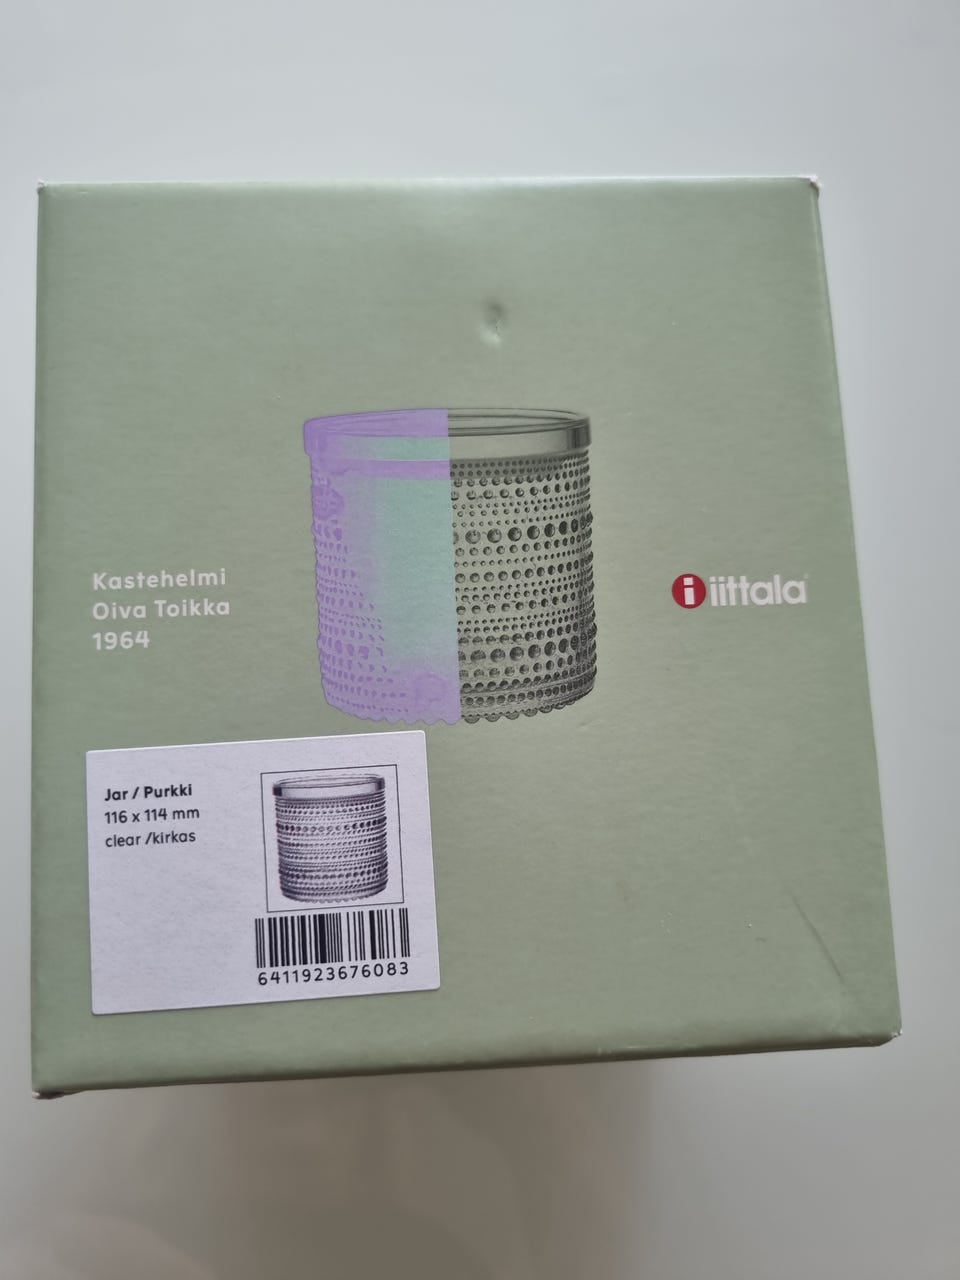 Kastehelmi
Oiva Toikka
1964
i iittala
Jar / Purkki
116 x 114 mm
clear /kirkas
6411923676083